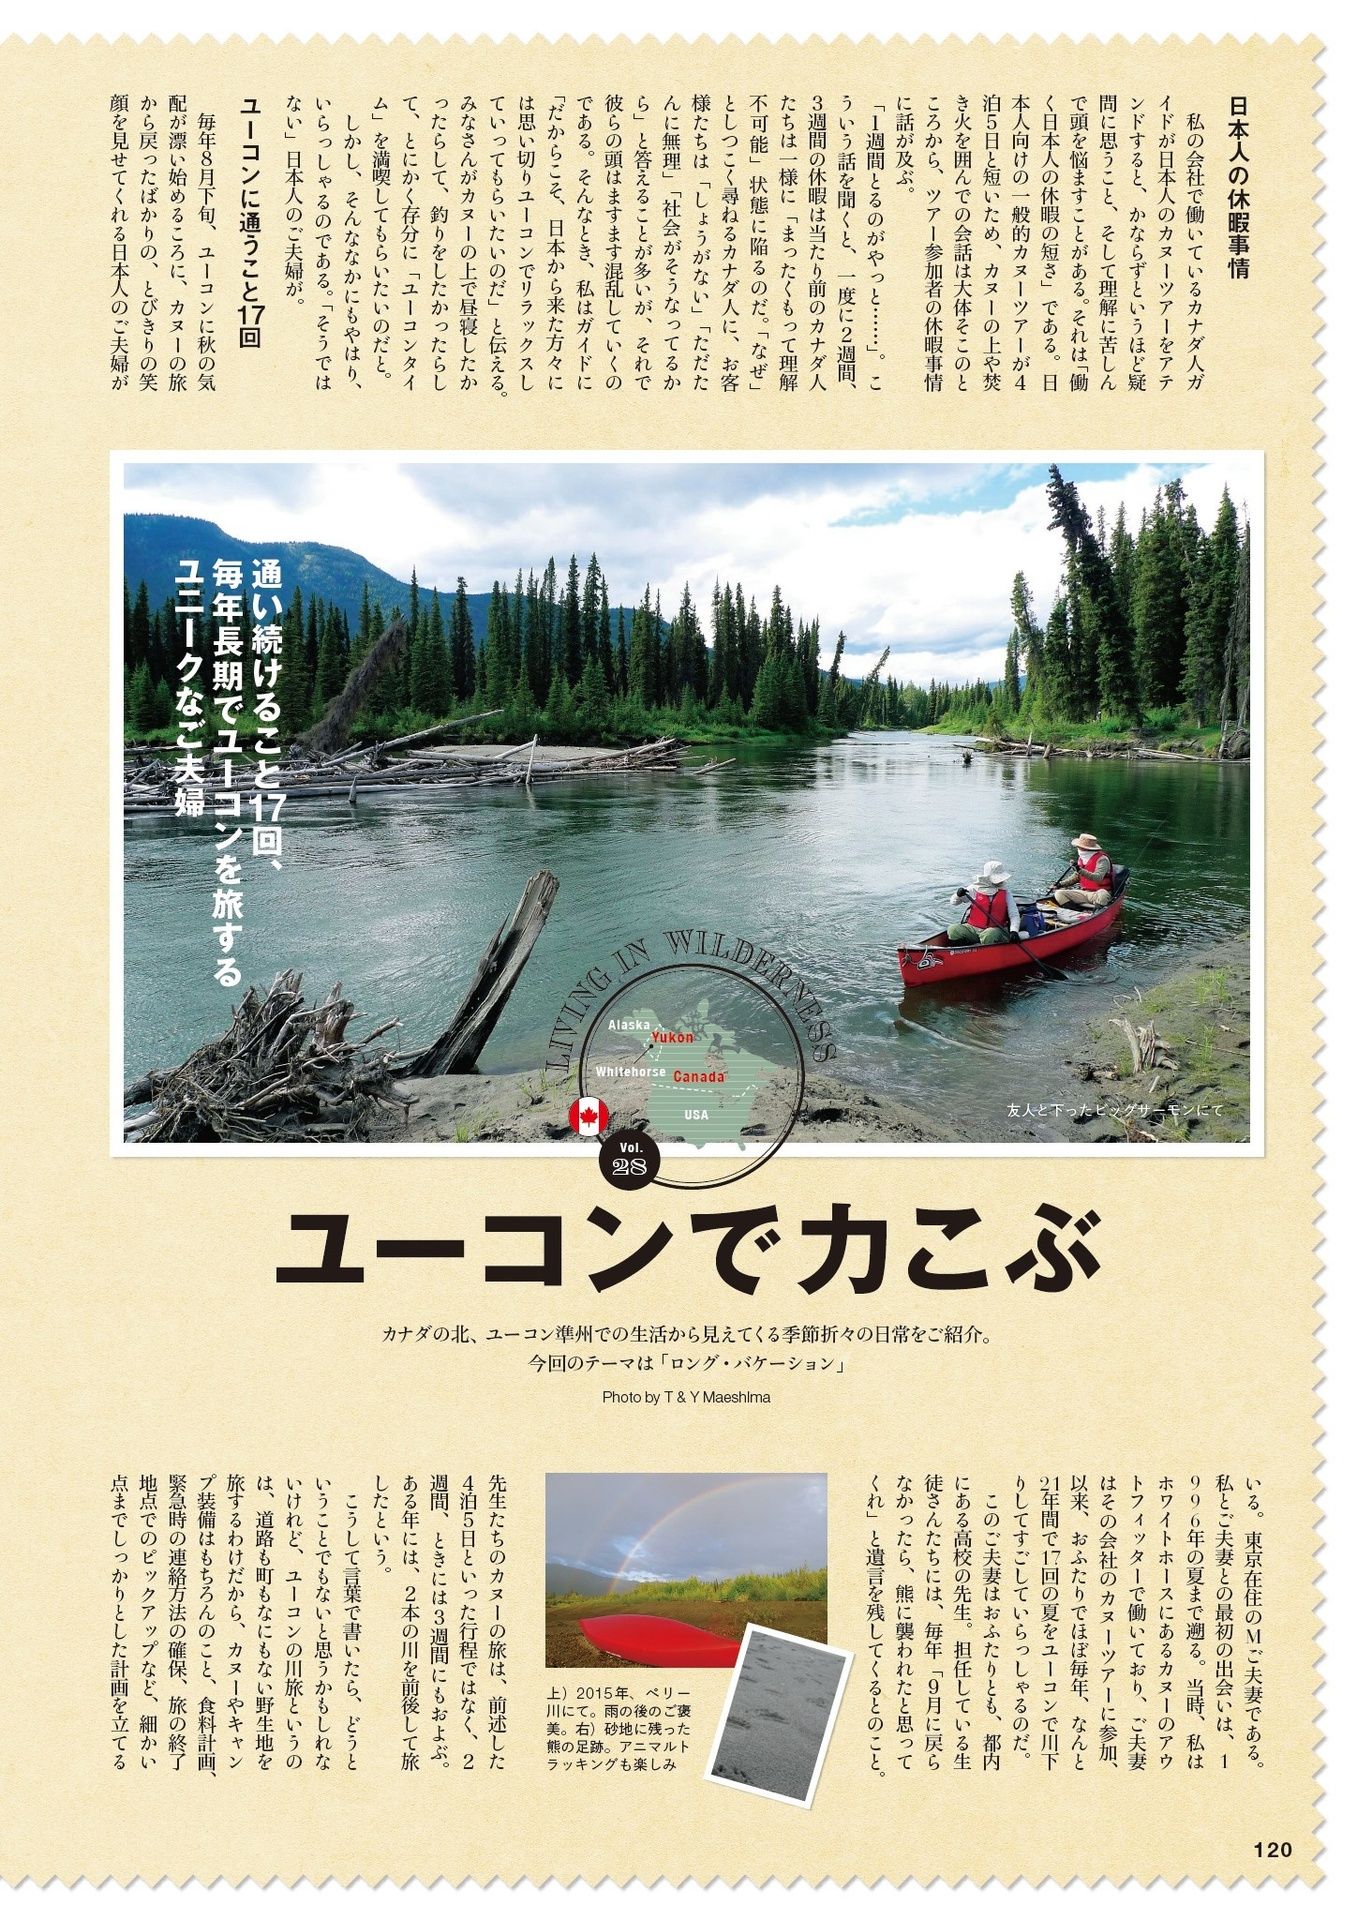 日本人の休暇事情
　私の会社で働いているカナダ人ガ
イドが日本人のカヌーツアーをアテ
ンドすると、かならずというほど疑
問に思うこと、そして理解に苦しん
で頭を悩ますことがある。それは「働
く日本人の休暇の短さ」である。日
本人向けの一般的カヌーツアーが４
泊５日と短いため、カヌーの上や焚
き火を囲んでの会話は大体そこのと
ころから、ツアー参加者の休暇事情
に話が及ぶ。
「１週間とるのがやっと……」。こ
ういう話を聞くと、一度に２週間、
３週間の休暇は当たり前のカナダ人
たちは一様に「まったくもって理解
不可能」状態に陥るのだ。「なぜ」
としつこく尋ねるカナダ人に、お客
様たちは「しょうがない」「ただた
んに無理」「社会がそうなってるか
ら」と答えることが多いが、それで
彼らの頭はますます混乱していくの
である。そんなとき、私はガイドに
「だからこそ、日本から来た方々に
は思い切りユーコンでリラックスし
ていってもらいたいのだ」と伝える。
みなさんがカヌーの上で昼寝したか
ったらして、釣りをしたかったらし
て、とにかく存分に「ユーコンタイ
ム」を満喫してもらいたいのだと。
　しかし、そんななかにもやはり、
いらっしゃるのである。「そうでは
ない」日本人のご夫婦が。
ユーコンに通うこと17回
　毎年８月下旬、ユーコンに秋の気
配が漂い始めるころに、カヌーの旅
から戻ったばかりの、とびきりの笑
顔を見せてくれる日本人のご夫婦が
通い続けること17回、
毎年長期でユーコンを旅する
ユニークなご夫婦
友人と下ったビッグサーモンにて
LIVING IN WILDERNESS
Alaska
Yukon
Whitehorse
Canada
USA
Vol.
28
ユーコンで力こぶ
カナダの北、ユーコン準州での生活から見えてくる季節折々の日常をご紹介。
今回のテーマは「ロング・バケーション」
Photo by T & Y MaeshIma
いる。東京在住のＭご夫妻である。
私とご夫妻との最初の出会いは、１
９９６年の夏まで遡る。当時、私は
ホワイトホースにあるカヌーのアウ
トフィッターで働いており、ご夫妻
はその会社のカヌーツアーに参加、
以来、おふたりでほぼ毎年、なんと
21年間で17回の夏をユーコンで川下
りしてすごしていらっしゃるのだ。
　このご夫妻はおふたりとも、都内
にある高校の先生。担任している生
徒さんたちには、毎年「９月に戻ら
なかったら、熊に襲われたと思って
くれ」と遺言を残してくるとのこと。
上）2015年、ペリー
川にて。雨の後のご褒
美。右）砂地に残った
熊の足跡。アニマルト
ラッキングも楽しみ
先生たちのカヌーの旅は、前述した
４泊５日といった行程ではなく、２
週間、ときには３週間にもおよぶ。
ある年には、２本の川を前後して旅
したという。
　こうして言葉で書いたら、どうと
いうことでもないと思うかもしれな
いけれど、ユーコンの川旅というの
は、道路も町もなにもない野生地を
旅するわけだから、カヌーやキャン
プ装備はもちろんのこと、食料計画、
緊急時の連絡方法の確保、旅の終了
地点でのピックアップなど、細かい
点までしっかりとした計画を立てる
120